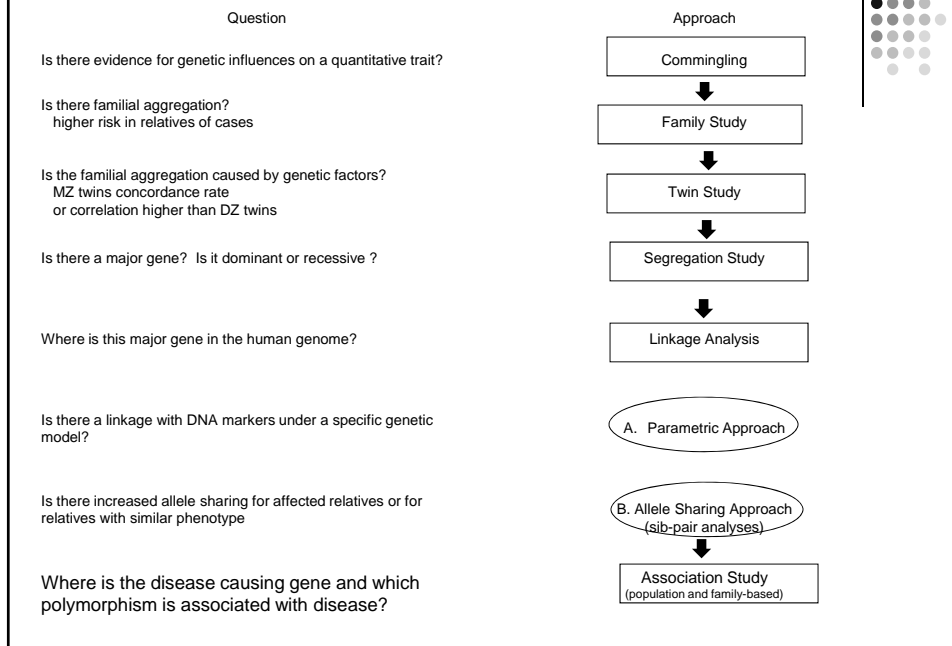 Question
Approach
Is there evidence for genetic influences on a quantitative trait?
Commingling
Is there familial aggregation?
higher risk in relatives of cases
Family Study
Is the familial aggregation caused by genetic factors?
MZ twins concordance rate
or correlation higher than DZ twins
Twin Study
Is there a major gene?  Is it dominant or recessive ?
Segregation Study
Where is this major gene in the human genome?
Linkage Analysis
Is there a linkage with DNA markers under a specific genetic
model?
A.  Parametric Approach
Is there increased allele sharing for affected relatives or for
relatives with similar phenotype
B. Allele Sharing Approach
(sib-pair analyses)
Where is the disease causing gene and which
polymorphism is associated with disease?
Association Study
(population and family-based)